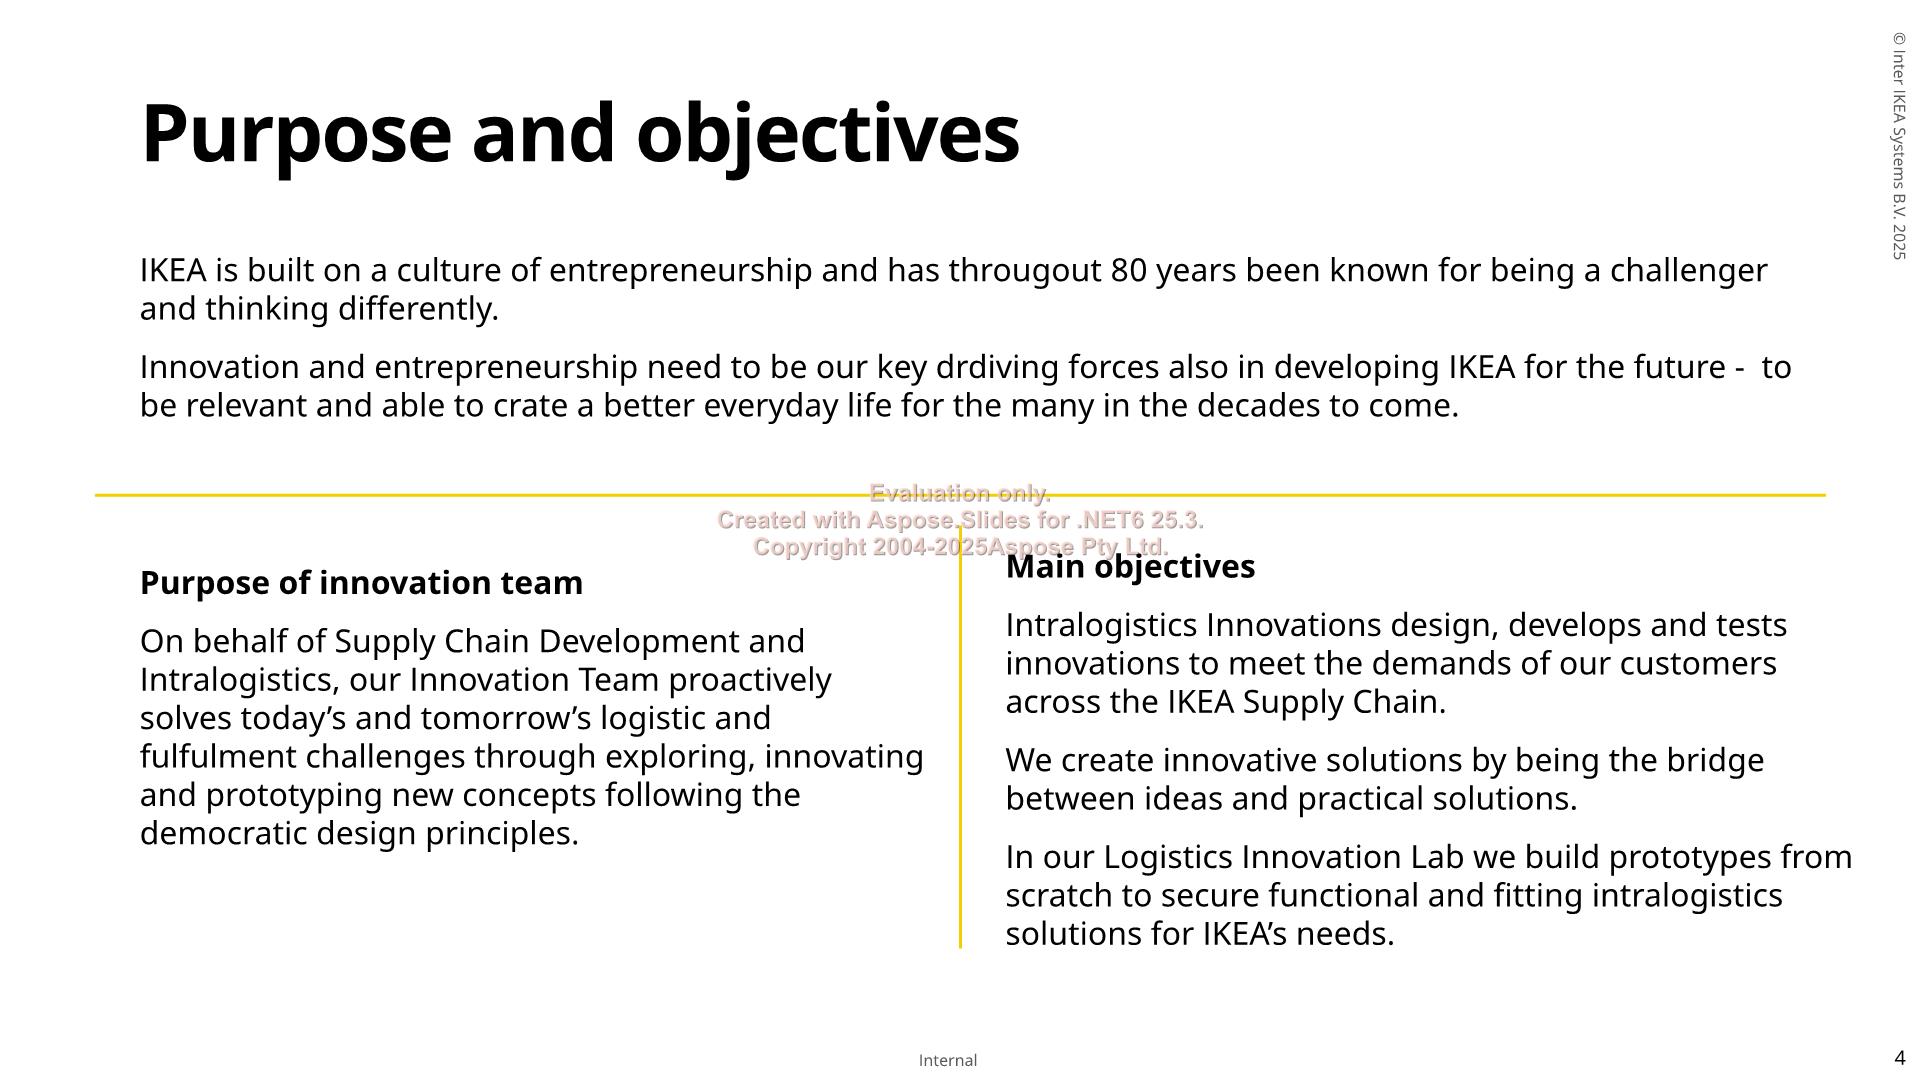 © Inter IKEA Systems B.V. 2025
Purpose and objectives
IKEA is built on a culture of entrepreneurship and has througout 80 years been known for being a challenger
and thinking differently.
Innovation and entrepreneurship need to be our key drdiving forces also in developing IKEA for the future -  to
be relevant and able to crate a better everyday life for the many in the decades to come.
Evaluation only.
Created with Aspose.Slides for .NET6 25.3.
Copyright 2004-2025Aspose Pty Ltd.
Purpose of innovation team
On behalf of Supply Chain Development and
Intralogistics, our Innovation Team proactively
solves today’s and tomorrow’s logistic and
fulfulment challenges through exploring, innovating
and prototyping new concepts following the
democratic design principles.
Main objectives
Intralogistics Innovations design, develops and tests
innovations to meet the demands of our customers
across the IKEA Supply Chain.
We create innovative solutions by being the bridge
between ideas and practical solutions.
In our Logistics Innovation Lab we build prototypes from
scratch to secure functional and fitting intralogistics
solutions for IKEA’s needs.
Internal
4